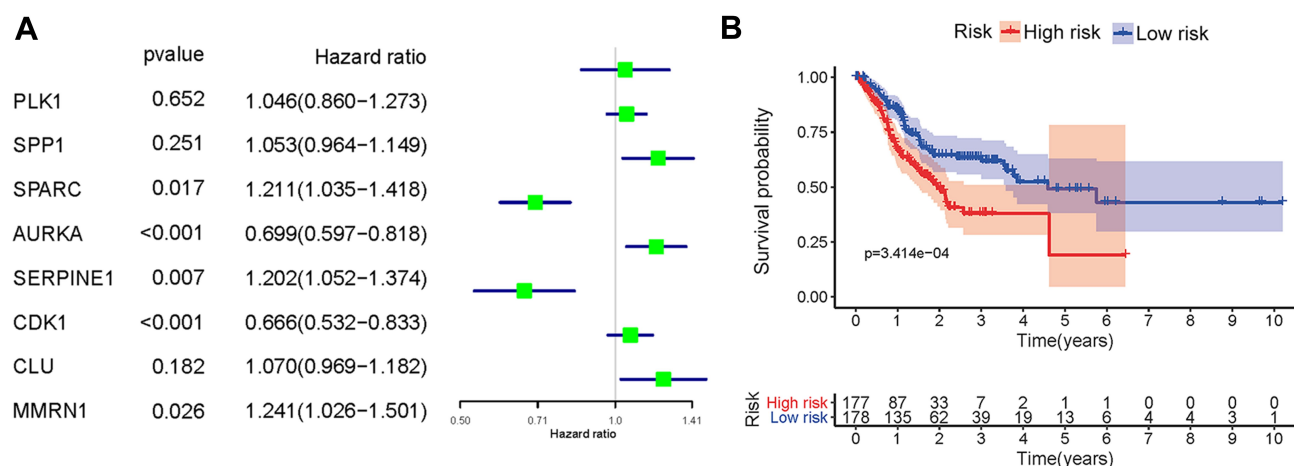 A
pvalue Hazard ratio
PLK1 0.652 1.046(0.860−1.273)
SPP1 0.251 1.053(0.964−1.149)
SPARC 0.017 1.211(1.035−1.418)
AURKA <0.001 0.699(0.597−0.818)
SERPINE1 0.007 1.202(1.052−1.374)
CDK1 <0.001 0.666(0.532−0.833)
CLU 0.182 1.070(0.969−1.182)
MMRN1 0.026 1.241(1.026−1.501)
0.50 0.71 1.0 1.41
Hazard ratio
B
Risk High risk Low risk
Survival probability
1.00
0.75
0.50
0.25
0.00
p=3.414e−04
0 1 2 3 4 5 6 7 8 9 10
Time(years)
Risk
High risk 177 87 33 7 2 1 1 0 0 0 0
Low risk 178 135 62 39 19 13 6 4 4 3 1
0 1 2 3 4 5 6 7 8 9 10
Time(years)